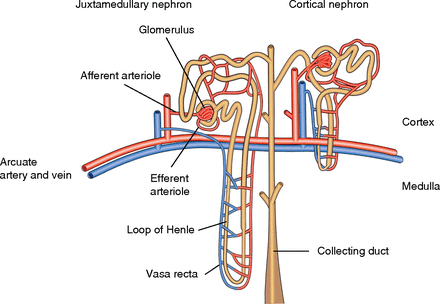 Juxtamedullary nephron
Cortical nephron
Glomerulus
Afferent arteriole
Cortex
Arcuate
artery and vein
Efferent
arteriole
Medulla
Loop of Henle
Collecting duct
Vasa recta